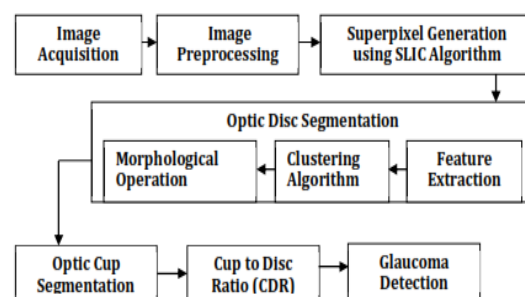 Image
Acquisition
Image
Preprocessing
Superpixel Generation
using SLIC Algorithm
Optic Disc Segmentation
Morphological
Operation
Clustering
Algorithm
Feature
Extraction
Optic Cup
Segmentation
Cup to Disc
Ratio (CDR)
Glaucoma
Detection